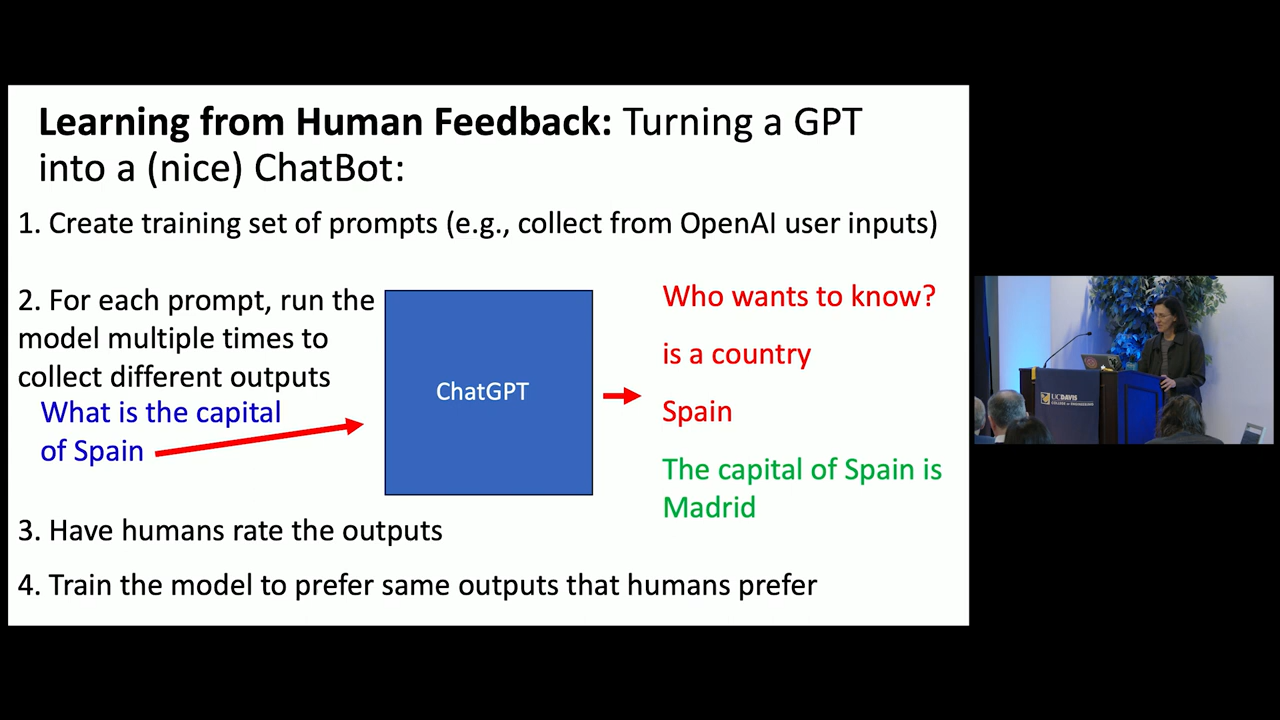 Learning from Human Feedback: Turning a GPT
into a (nice) ChatBot:
1. Create training set of prompts (e.g., collect from OpenAI user inputs)
2. For each prompt, run the
model multiple times to
collect different outputs
What is the capital
of Spain
ChatGPT
Who wants to know?
is a country
Spain
The capital of Spain is
Madrid
3. Have humans rate the outputs
4. Train the model to prefer same outputs that humans prefer
UCDAVIS
COLLEGE OF ENGINEERING